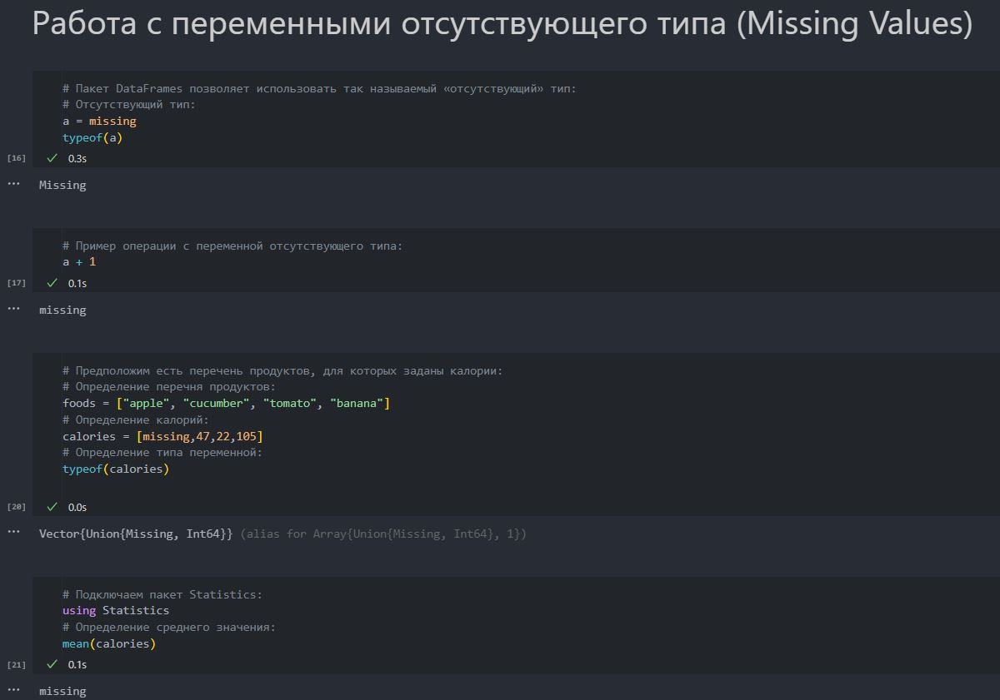 Работа с переменными отсутствующего типа (Missing Values)
# Пакет DataFrames позволяет использовать так называемый «отсутствующий» тип:
# Отсутствующий тип:
a = missing
typeof(a)
[16] ✓ 0.3s
··· Missing
# Пример операции с переменной отсутствующего типа:
a + 1
[17] ✓ 0.1s
··· missing
# Предположим есть перечень продуктов, для которых заданы калории:
# Определение перечня продуктов:
foods = ["apple", "cucumber", "tomato", "banana"]
# Определение калорий:
calories = [missing,47,22,105]
# Определение типа переменной:
typeof(calories)
[20] ✓ 0.0s
··· Vector{Union{Missing, Int64}} (alias for Array{Union{Missing, Int64}, 1})
# Подключаем пакет Statistics:
using Statistics
# Определение среднего значения:
mean(calories)
[21] ✓ 0.1s
··· missing